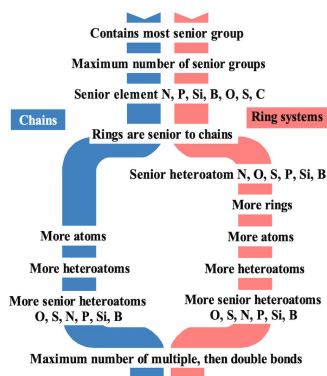 Contains most senior group
Maximum number of senior groups
Senior element N, P, Si, B, O, S, C
Chains
Ring systems
Rings are senior to chains
Senior heteroatom N, O, S, P, Si, B
More rings
More atoms
More atoms
More heteroatoms
More heteroatoms
More senior heteroatoms
O, S, N, P, Si, B
More senior heteroatoms
O, S, N, P, Si, B
Maximum number of multiple, then double bonds